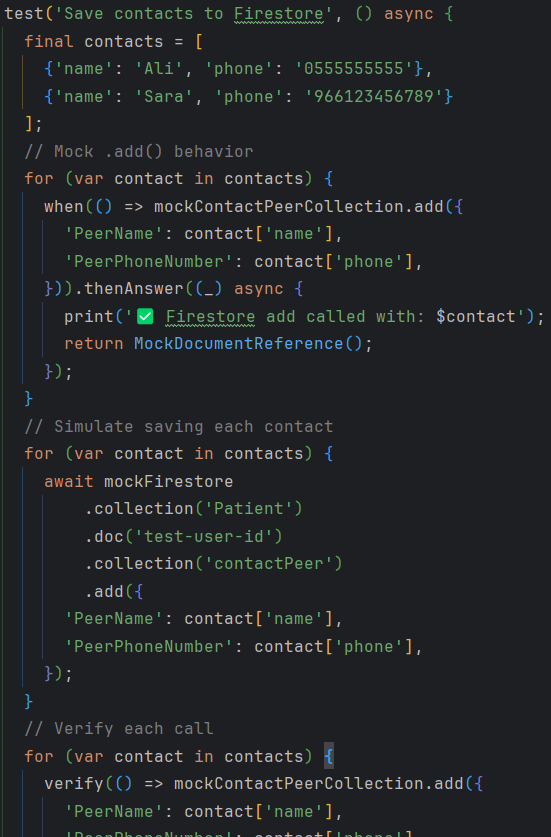 test('Save contacts to Firestore', () async {
final contacts = [
{'name': 'Ali', 'phone': '0555555555'},
{'name': 'Sara', 'phone': '966123456789'}
];
// Mock .add() behavior
for (var contact in contacts) {
when(() => mockContactPeerCollection.add({
'PeerName': contact['name'],
'PeerPhoneNumber': contact['phone'],
})).thenAnswer((_) async {
print('✅ Firestore add called with: $contact');
return MockDocumentReference();
});
}
// Simulate saving each contact
for (var contact in contacts) {
await mockFirestore
.collection('Patient')
.doc('test-user-id')
.collection('contactPeer')
.add({
'PeerName': contact['name'],
'PeerPhoneNumber': contact['phone'],
});
}
// Verify each call
for (var contact in contacts) {
verify(() => mockContactPeerCollection.add({
'PeerName': contact['name'],
'PeerPhoneNumber': contact['phone'],